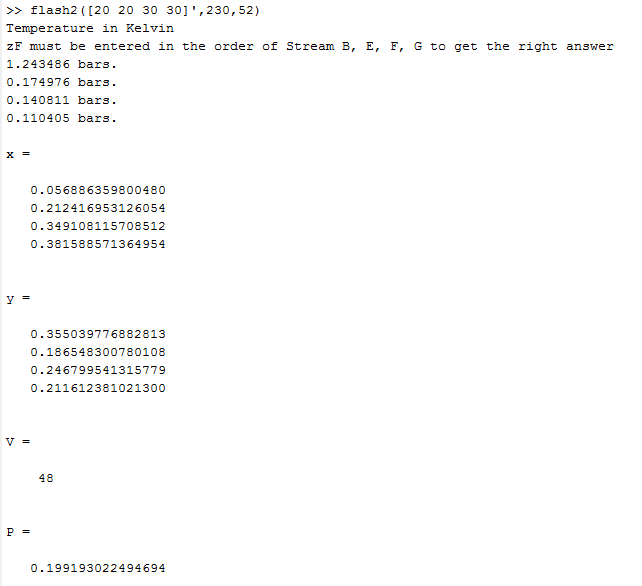 >> flash2([20 20 30 30]',230,52)
Temperature in Kelvin
zF must be entered in the order of Stream B, E, F, G to get the right answer
1.243486 bars.
0.174976 bars.
0.140811 bars.
0.110405 bars.
x =
0.056886359800480
0.212416953126054
0.349108115708512
0.381588571364954
y =
0.355039776882813
0.186548300780108
0.246799541315779
0.211612381021300
V =
48
P =
0.199193022494694